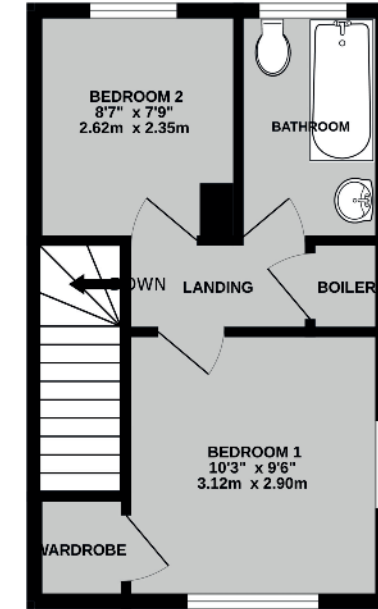 BEDROOM 2
8'7" x 7'9"
2.62m x 2.35m
BATHROOM
DOWN
LANDING
BOILER
BEDROOM 1
10'3" x 9'6"
3.12m x 2.90m
WARDROBE